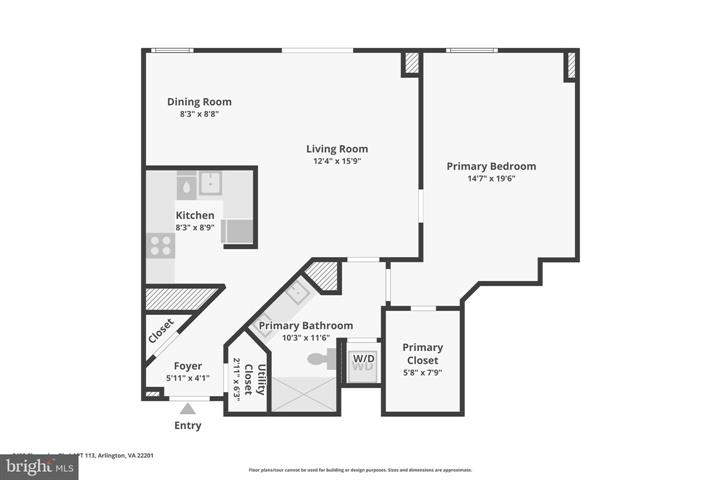 Dining Room
8'3" x 8'8"
Living Room
12'4" x 15'9"
Primary Bedroom
14'7" x 19'6"
Kitchen
8'3" x 8'9"
Closet
Primary Bathroom
10'3" x 11'6"
W/D
WD
Primary
Closet
5'8" x 7'9"
Foyer
5'11" x 4'1"
Utility
Closet
2'11" x 6'3"
Entry
113, Arlington, VA 22201
bright MLS
Floor plans/tour cannot be used for building or design purposes. Sizes and dimensions are approximate.